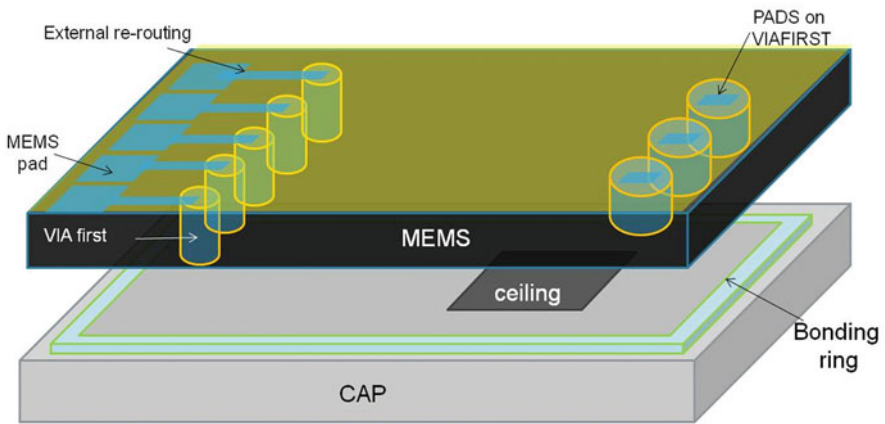 External re-routing
PADS on
VIAFIRST
MEMS
pad
VIA first
MEMS
ceiling
Bonding
ring
CAP